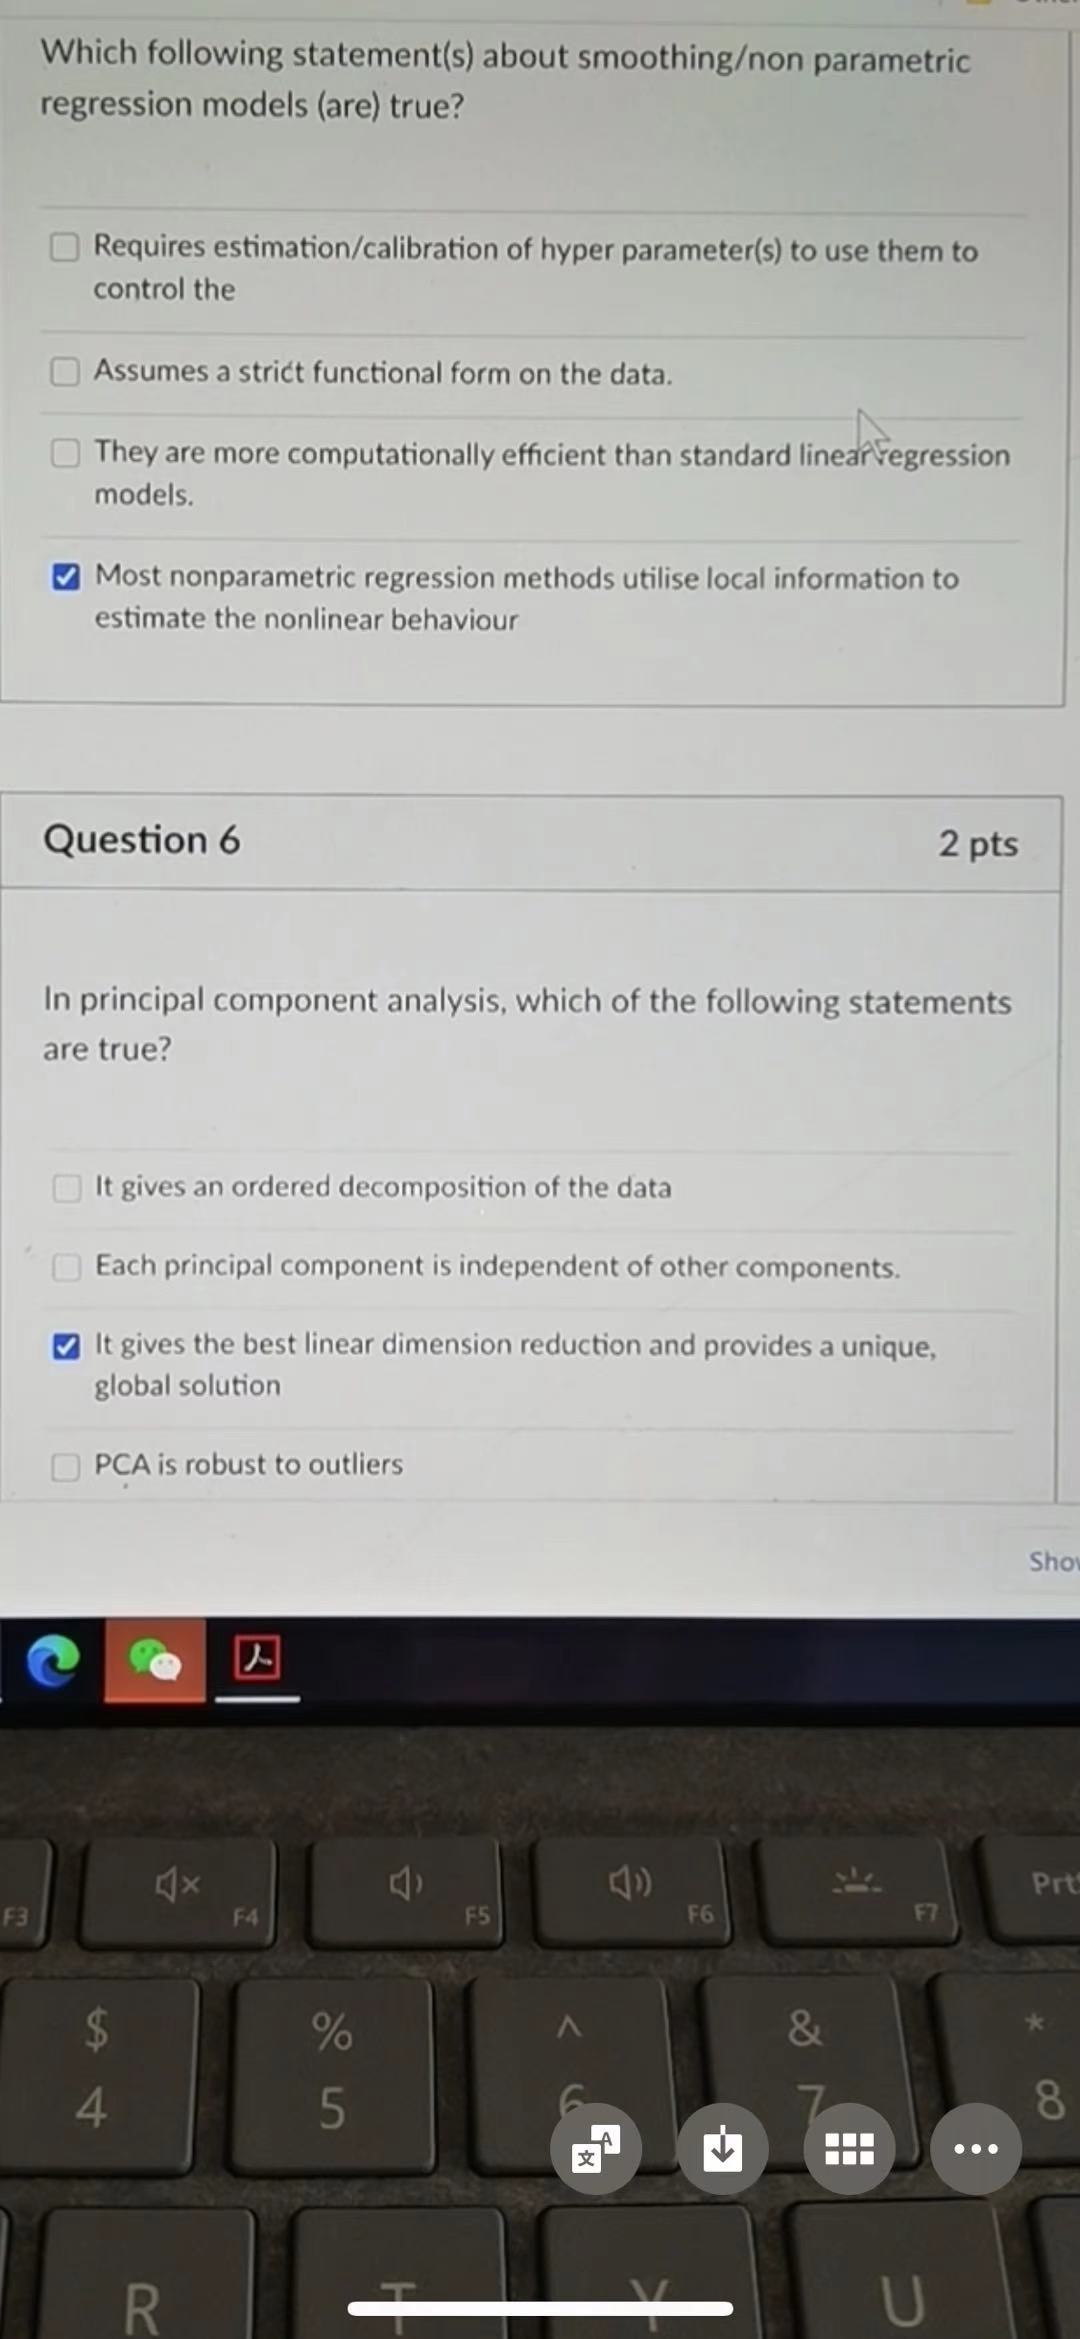 Which following statement(s) about smoothing/non parametric
regression models (are) true?
Requires estimation/calibration of hyper parameter(s) to use them to
control the
Assumes a strict functional form on the data.
They are more computationally efficient than standard linear regression
models.
Most nonparametric regression methods utilise local information to
estimate the nonlinear behaviour
Question 6
2 pts
In principal component analysis, which of the following statements
are true?
It gives an ordered decomposition of the data
Each principal component is independent of other components.
It gives the best linear dimension reduction and provides a unique,
global solution
PCA is robust to outliers
F3
F4
F5
F6
F7
$
%
^
&
*
4
5
6
7
8
文 A
R
T
Y
U